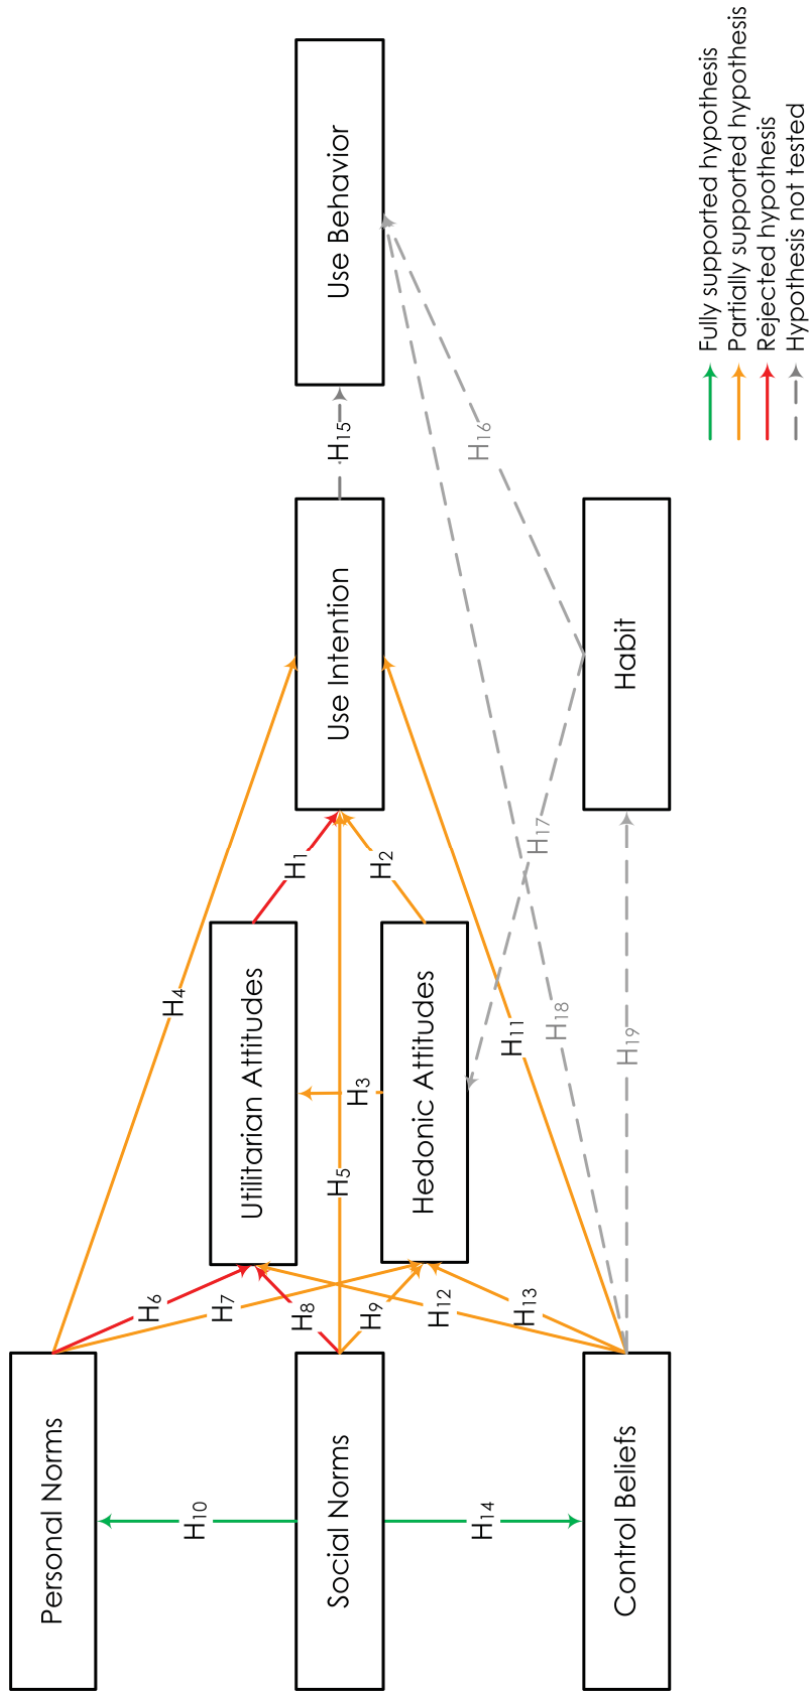 Personal Norms
Social Norms
Control Beliefs
Utilitarian Attitudes
Hedonic Attitudes
Use Intention
Habit
Use Behavior
H10
H14
H6
H7
H8
H9
H12
H13
H4
H5
H3
H11
H18
H19
H1
H2
H17
H15
H16
Fully supported hypothesis
Partially supported hypothesis
Rejected hypothesis
Hypothesis not tested